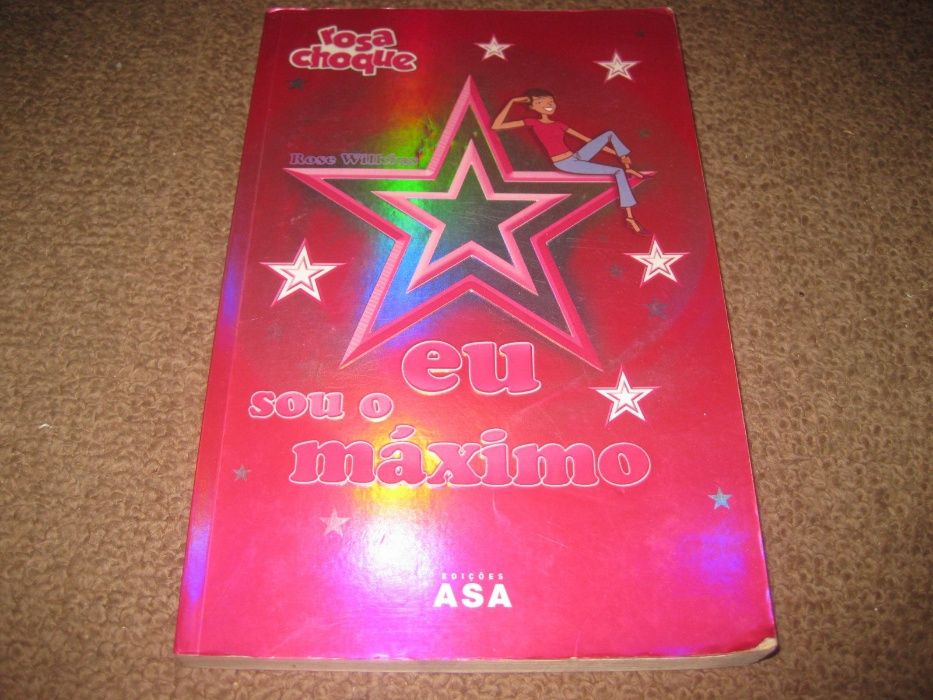 rosa
choque
Rose Wilkins
eu
sou o
máximo
EDIÇÕES
ASA